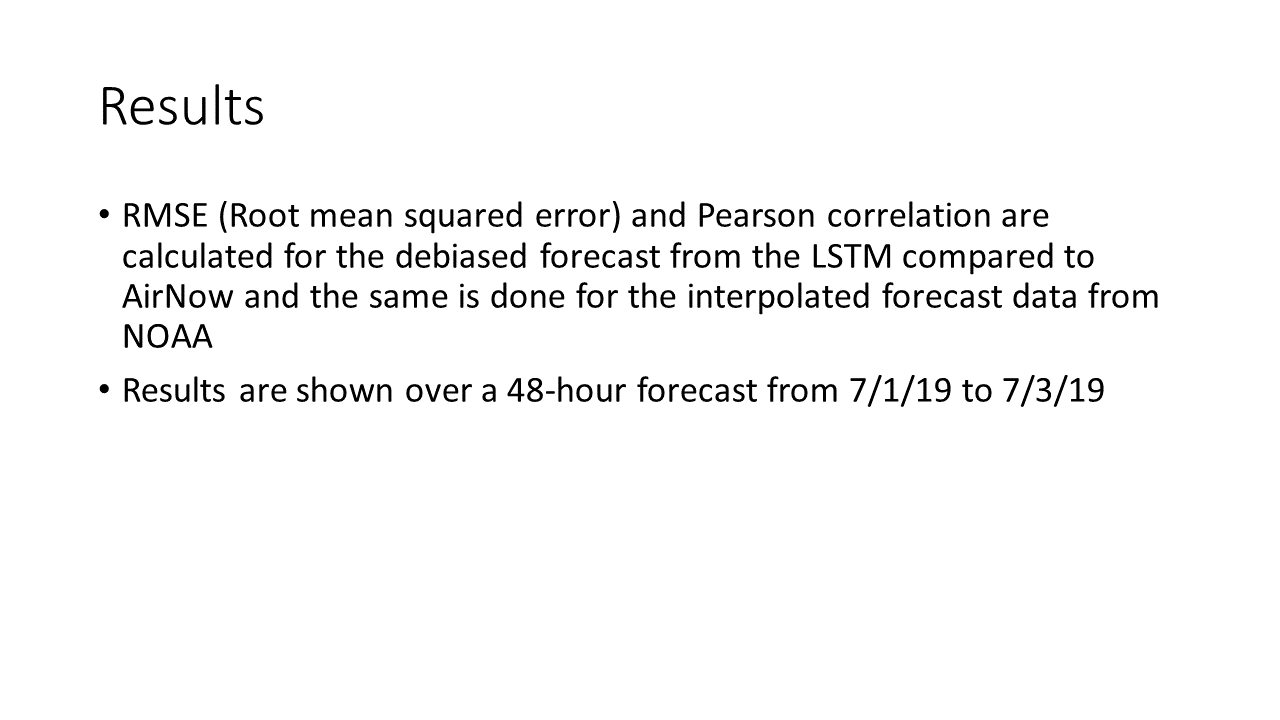 Results
• RMSE (Root mean squared error) and Pearson correlation are
calculated for the debiased forecast from the LSTM compared to
AirNow and the same is done for the interpolated forecast data from
NOAA
• Results are shown over a 48-hour forecast from 7/1/19 to 7/3/19